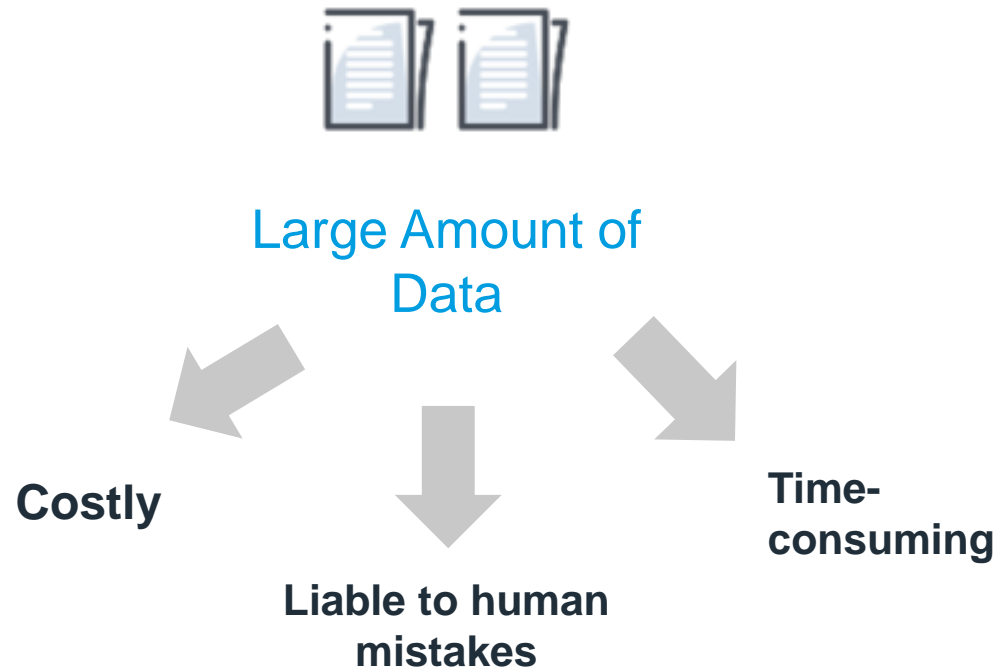 Large Amount of
Data
Costly
Time-
consuming
Liable to human
mistakes